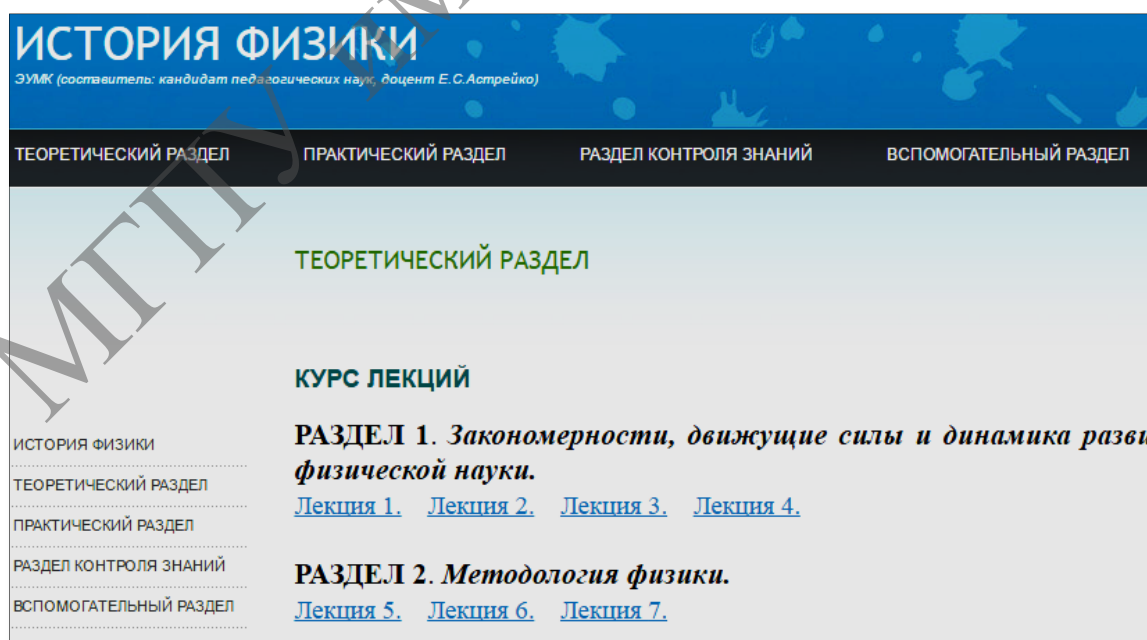 ИСТОРИЯ ФИЗИКИ
ЭУМК (составитель: кандидат педагогических наук, доцент Е.С.Астрейко)
ТЕОРЕТИЧЕСКИЙ РАЗДЕЛ ПРАКТИЧЕСКИЙ РАЗДЕЛ РАЗДЕЛ КОНТРОЛЯ ЗНАНИЙ ВСПОМОГАТЕЛЬНЫЙ РАЗДЕЛ
ТЕОРЕТИЧЕСКИЙ РАЗДЕЛ
КУРС ЛЕКЦИЙ
РАЗДЕЛ 1. Закономерности, движущие силы и динамика разви
физической науки.
Лекция 1. Лекция 2. Лекция 3. Лекция 4.
РАЗДЕЛ 2. Методология физики.
Лекция 5. Лекция 6. Лекция 7.
ИСТОРИЯ ФИЗИКИ
ТЕОРЕТИЧЕСКИЙ РАЗДЕЛ
ПРАКТИЧЕСКИЙ РАЗДЕЛ
РАЗДЕЛ КОНТРОЛЯ ЗНАНИЙ
ВСПОМОГАТЕЛЬНЫЙ РАЗДЕЛ
МГПУ им